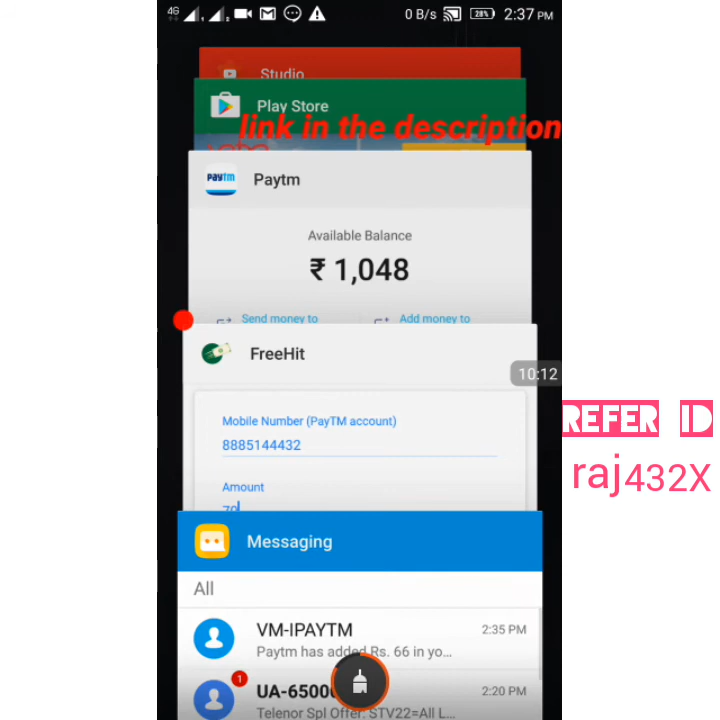 4G
0 B/s
28%
2:37 PM
Studio
Play Store
link in the description
paytm
Paytm
Available Balance
₹ 1,048
Send money to
Add money to
FreeHit
10:12
Mobile Number (PayTM account)
8885144432
REFER ID
raj432X
Amount
70
Messaging
All
VM-IPAYTM
2:35 PM
Paytm has added Rs. 66 in yo...
1
UA-6500
2:20 PM
Telenor Spl Offer: STV22=All L...